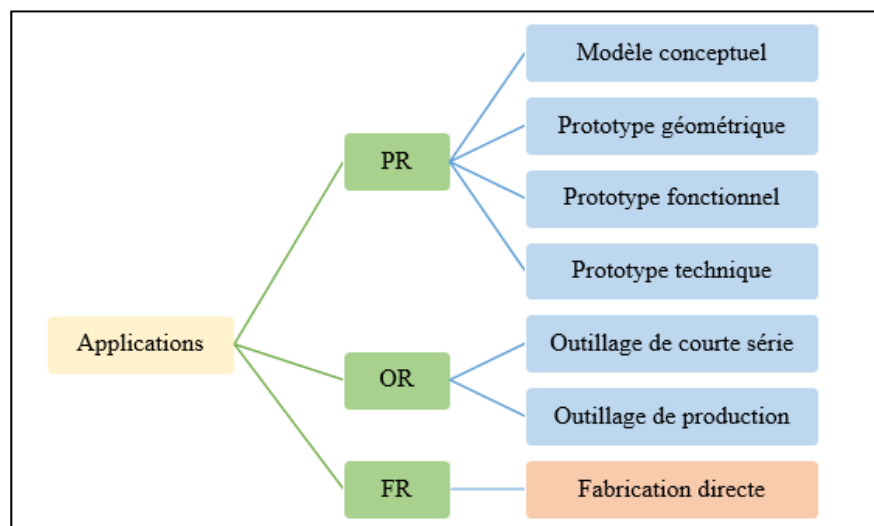 Modèle conceptuel
Prototype géométrique
PR
Prototype fonctionnel
Prototype technique
Applications
Outillage de courte série
OR
Outillage de production
FR
Fabrication directe